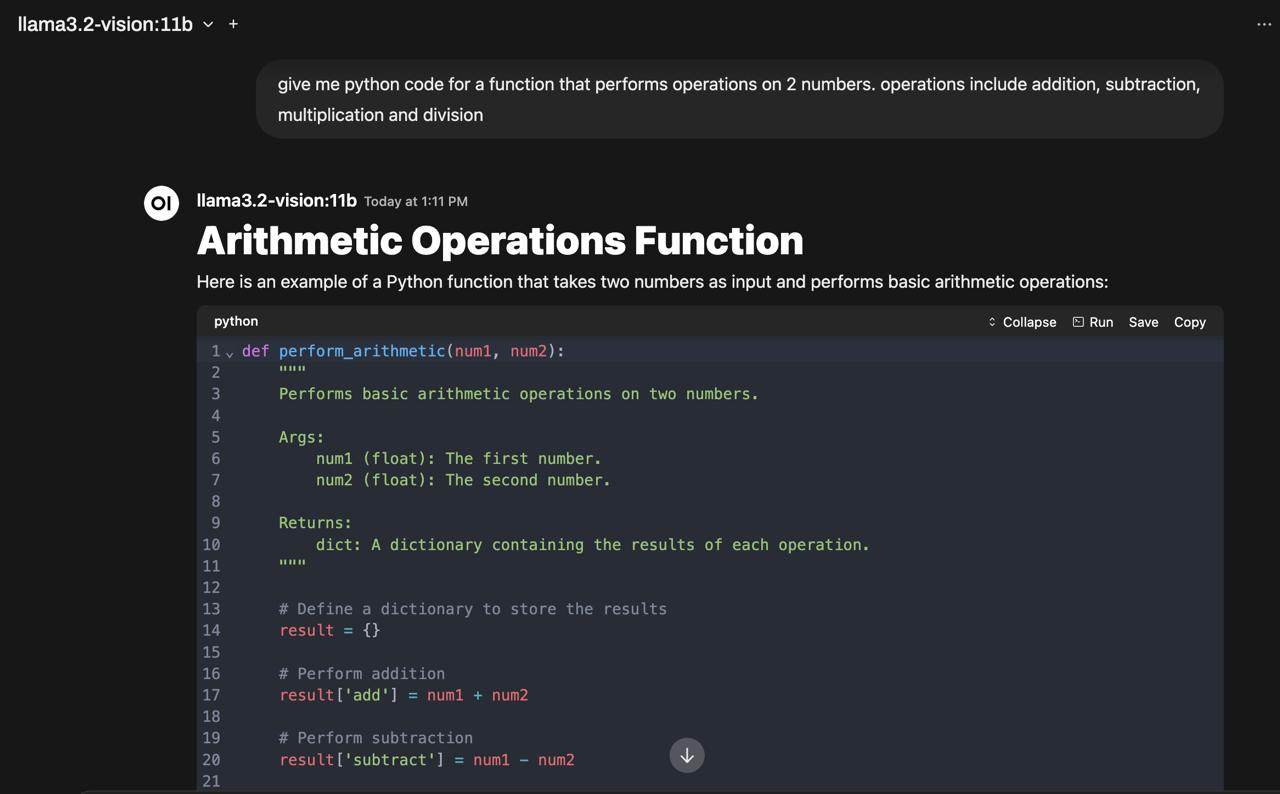 llama3.2-vision:11b
give me python code for a function that performs operations on 2 numbers. operations include addition, subtraction,
multiplication and division
OI
llama3.2-vision:11b Today at 1:11 PM
Arithmetic Operations Function
Here is an example of a Python function that takes two numbers as input and performs basic arithmetic operations:
python Collapse Run Save Copy
1 def perform_arithmetic(num1, num2):
2     """
3     Performs basic arithmetic operations on two numbers.
4
5     Args:
6         num1 (float): The first number.
7         num2 (float): The second number.
8
9     Returns:
10         dict: A dictionary containing the results of each operation.
11     """
12
13     # Define a dictionary to store the results
14     result = {}
15
16     # Perform addition
17     result['add'] = num1 + num2
18
19     # Perform subtraction
20     result['subtract'] = num1 - num2
21